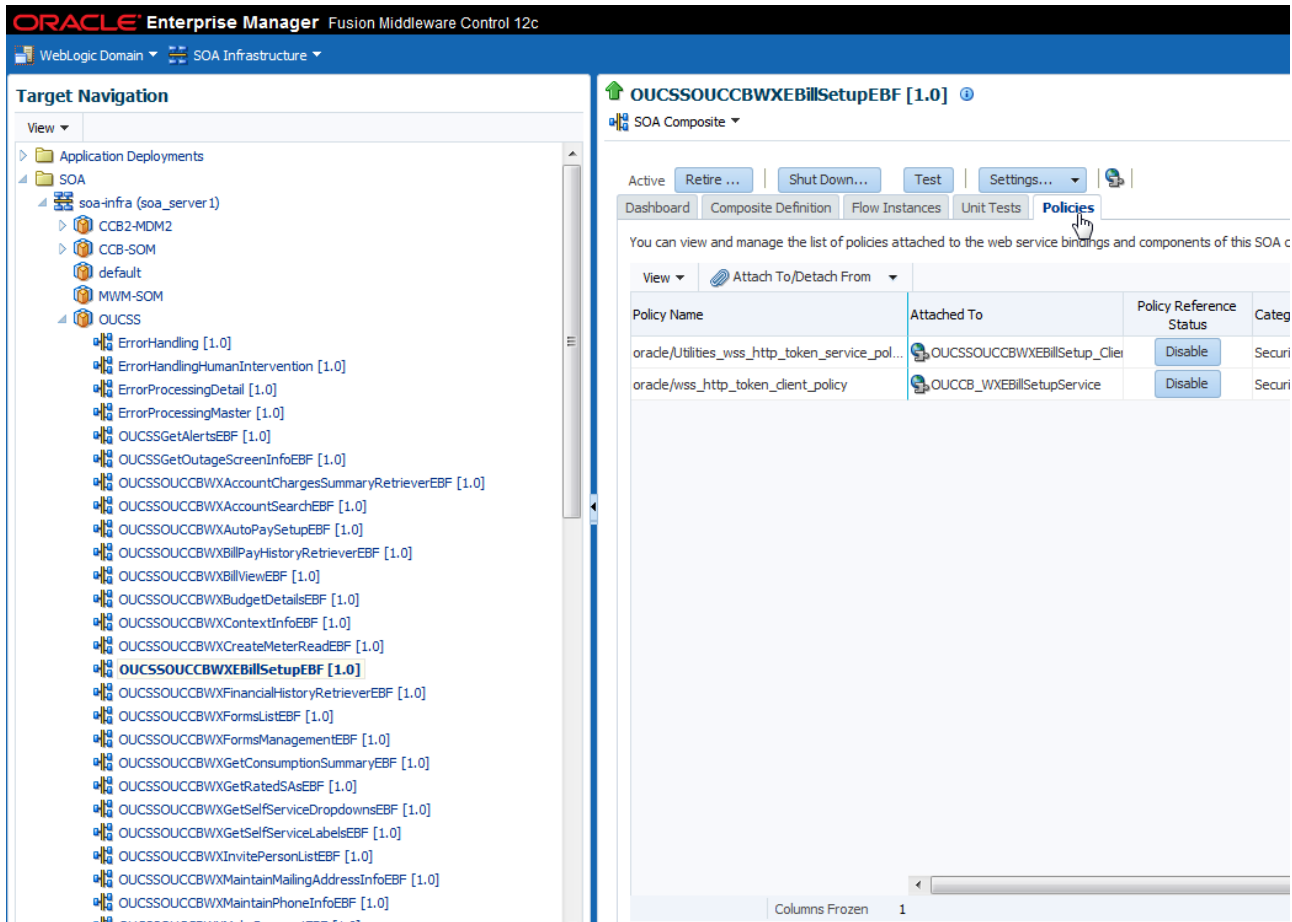 ORACLE Enterprise Manager Fusion Middleware Control 12c
WebLogic Domain SOA Infrastructure
Target Navigation
View
Application Deployments
SOA
soa-infra (soa_server1)
CCB2-MDM2
CCB-SOM
default
MWM-SOM
OUCSS
ErrorHandling [1.0]
ErrorHandlingHumanIntervention [1.0]
ErrorProcessingDetail [1.0]
ErrorProcessingMaster [1.0]
OUCSSGetAlertsEBF [1.0]
OUCSSGetOutageScreenInfoEBF [1.0]
OUCSSOUCCBWXAccountChargesSummaryRetrieverEBF [1.0]
OUCSSOUCCBWXAccountSearchEBF [1.0]
OUCSSOUCCBWXAutoPaySetupEBF [1.0]
OUCSSOUCCBWXBillPayHistoryRetrieverEBF [1.0]
OUCSSOUCCBWXBillViewEBF [1.0]
OUCSSOUCCBWXBudgetDetailsEBF [1.0]
OUCSSOUCCBWXContextInfoEBF [1.0]
OUCSSOUCCBWXCreateMeterReadEBF [1.0]
OUCSSOUCCBWXEBillSetupEBF [1.0]
OUCSSOUCCBWXFinancialHistoryRetrieverEBF [1.0]
OUCSSOUCCBWXFormsListEBF [1.0]
OUCSSOUCCBWXFormsManagementEBF [1.0]
OUCSSOUCCBWXGetConsumptionSummaryEBF [1.0]
OUCSSOUCCBWXGetRatedSAsEBF [1.0]
OUCSSOUCCBWXGetSelfServiceDropdownsEBF [1.0]
OUCSSOUCCBWXGetSelfServiceLabelsEBF [1.0]
OUCSSOUCCBWXInvitePersonListEBF [1.0]
OUCSSOUCCBWXMaintainMailingAddressInfoEBF [1.0]
OUCSSOUCCBWXMaintainPhoneInfoEBF [1.0]
OUCSSOUCCBWXEBillSetupEBF [1.0]
SOA Composite
Active Retire ... Shut Down... Test Settings...
Dashboard Composite Definition Flow Instances Unit Tests Policies
You can view and manage the list of policies attached to the web service bindings and components of this SOA c
View Attach To/Detach From
Policy Name Attached To Policy Reference Status Categ
oracle/Utilities_wss_http_token_service_pol... OUCSSOUCCBWXEBillSetup_Clie Disable Securi
oracle/wss_http_token_client_policy OUCCB_WXEBillSetupService Disable Securi
Columns Frozen 1